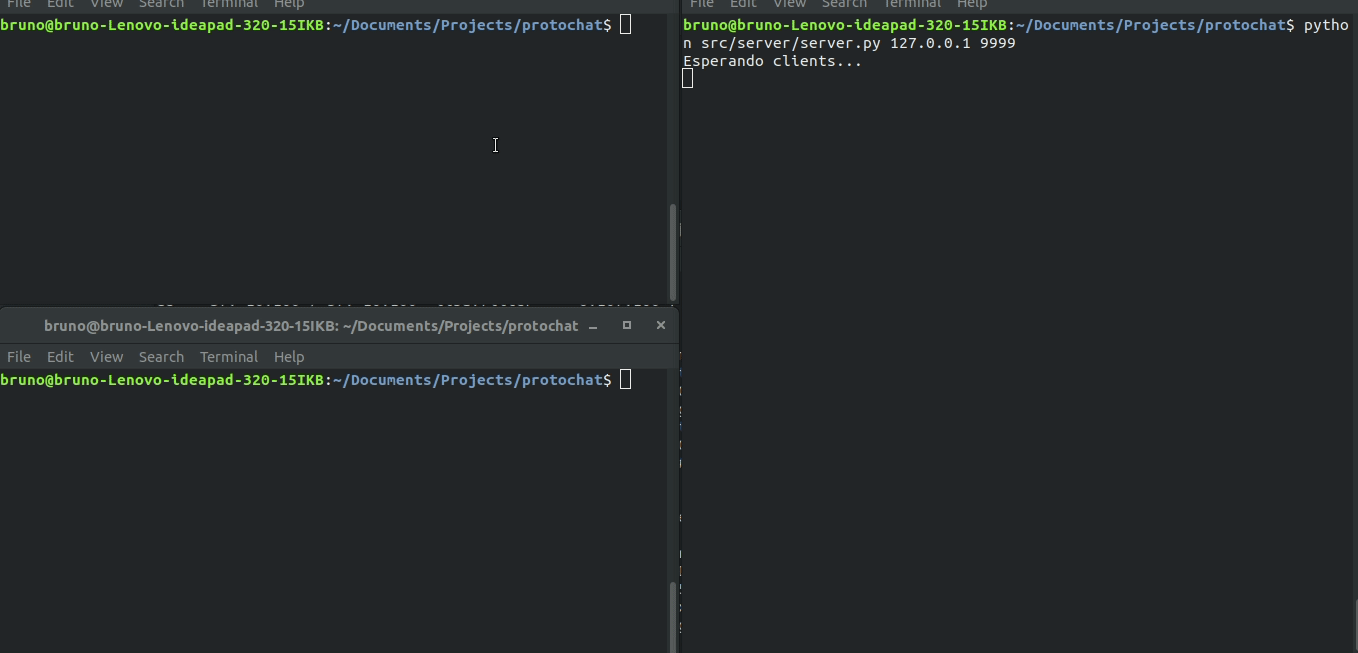 File Edit View Search Terminal Help
bruno@bruno-Lenovo-ideapad-320-15IKB:~/Documents/Projects/protochat$
bruno@bruno-Lenovo-ideapad-320-15IKB: ~/Documents/Projects/protochat
File Edit View Search Terminal Help
bruno@bruno-Lenovo-ideapad-320-15IKB:~/Documents/Projects/protochat$
File Edit View Search Terminal Help
bruno@bruno-Lenovo-ideapad-320-15IKB:~/Documents/Projects/protochat$ pytho
n src/server/server.py 127.0.0.1 9999
Esperando clients...